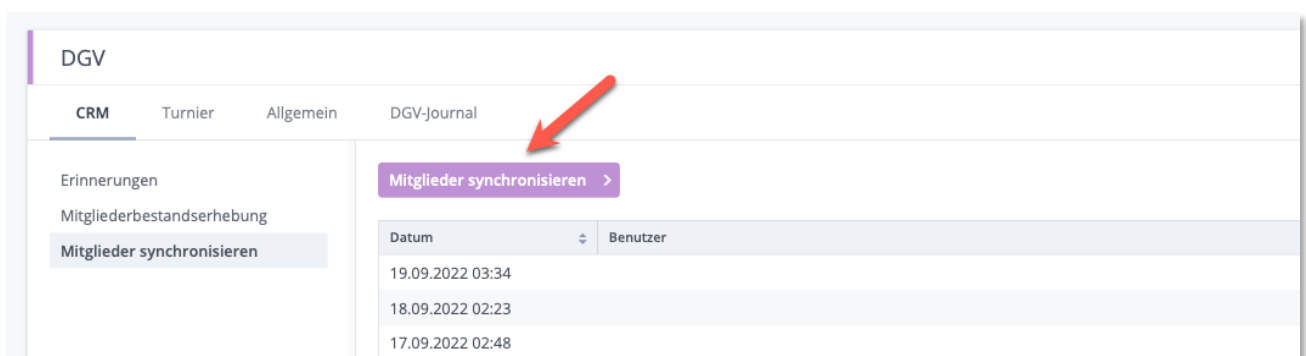 DGV
CRM Turnier Allgemein DGV-Journal
Erinnerungen
Mitgliederbestandserhebung
Mitglieder synchronisieren
Mitglieder synchronisieren
Datum Benutzer
19.09.2022 03:34
18.09.2022 02:23
17.09.2022 02:48